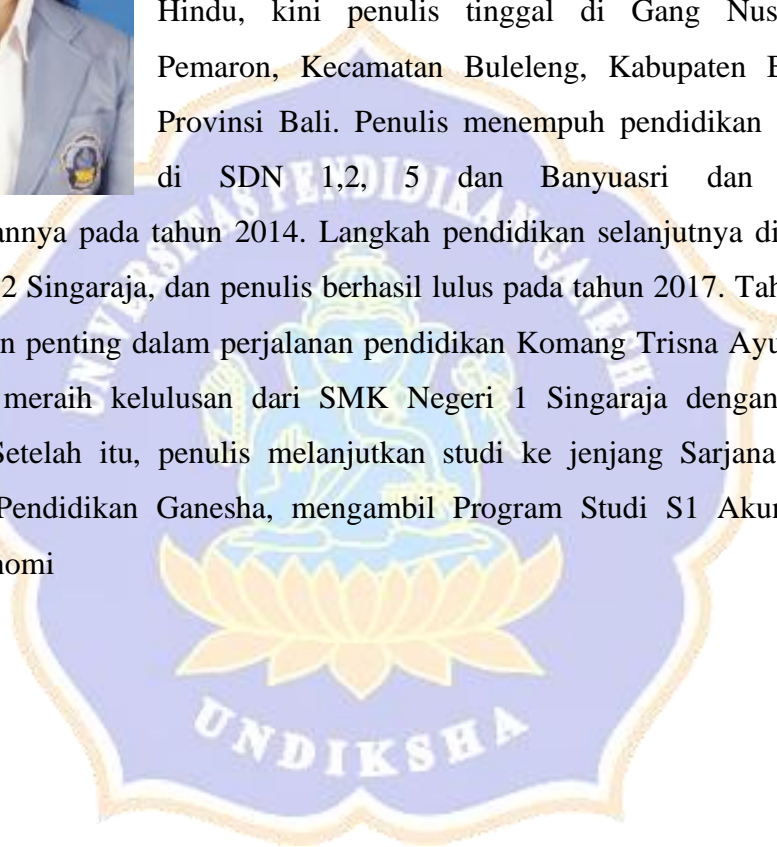 Hindu, kini penulis tinggal di Gang Nus
Pemaron, Kecamatan Buleleng, Kabupaten B
Provinsi Bali. Penulis menempuh pendidikan
di SDN 1,2, 5 dan Banyuasri dan
annya pada tahun 2014. Langkah pendidikan selanjutnya di
2 Singaraja, dan penulis berhasil lulus pada tahun 2017. Tah
n penting dalam perjalanan pendidikan Komang Trisna Ayu
meraih kelulusan dari SMK Negeri 1 Singaraja dengan
Setelah itu, penulis melanjutkan studi ke jenjang Sarjana
Pendidikan Ganesha, mengambil Program Studi S1 Akun
nomi
UNIVERSITAS PENDIDIKAN GANESHA
UNDIKSHA